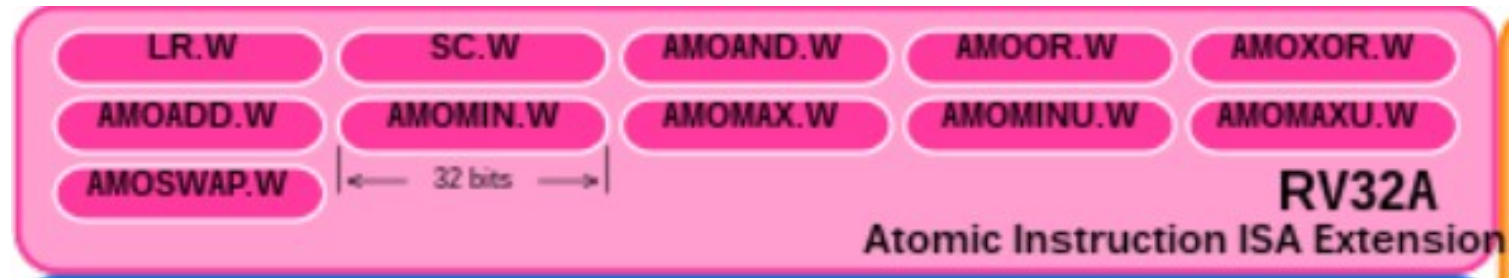 LR.W SC.W AMOAND.W AMOOR.W AMOXOR.W
AMOADD.W AMOMIN.W AMOMAX.W AMOMINU.W AMOMAXU.W
AMOSWAP.W 32 bits
RV32A
Atomic Instruction ISA Extension